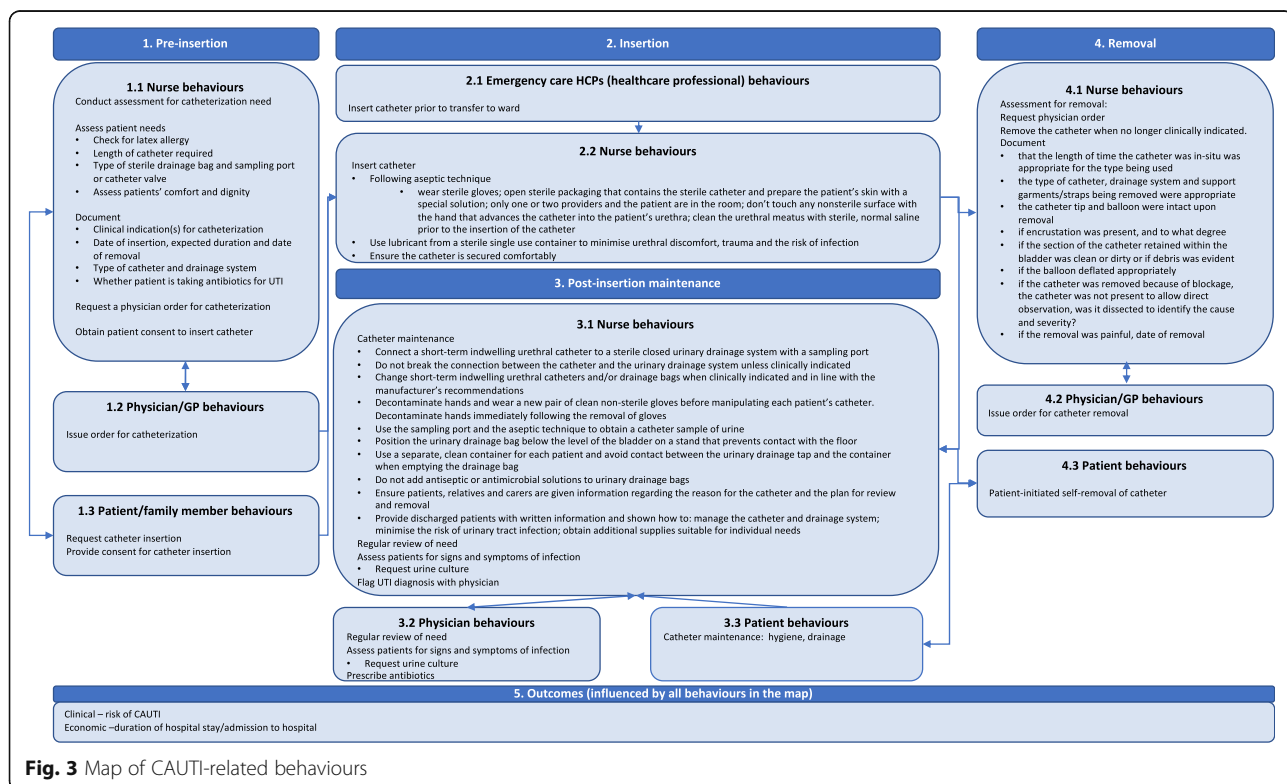 1. Pre-insertion
1.1 Nurse behaviours
Conduct assessment for catheterization need
Assess patient needs
• Check for latex allergy
• Length of catheter required
• Type of sterile drainage bag and sampling port
or catheter valve
• Assess patients' comfort and dignity
Document
• Clinical indication(s) for catheterization
• Date of insertion, expected duration and date
of removal
• Type of catheter and drainage system
• Whether patient is taking antibiotics for UTI
Request a physician order for catheterization
Obtain patient consent to insert catheter
1.2 Physician/GP behaviours
Issue order for catheterization
1.3 Patient/family member behaviours
Request catheter insertion
Provide consent for catheter insertion
2. Insertion
2.1 Emergency care HCPs (healthcare professional) behaviours
Insert catheter prior to transfer to ward
2.2 Nurse behaviours
Insert catheter
• Following aseptic technique
• wear sterile gloves; open sterile packaging that contains the sterile catheter and prepare the patient's skin with a
special solution; only one or two providers and the patient are in the room; don't touch any nonsterile surface with
the hand that advances the catheter into the patient's urethra; clean the urethral meatus with sterile, normal saline
prior to the insertion of the catheter
• Use lubricant from a sterile single use container to minimise urethral discomfort, trauma and the risk of infection
• Ensure the catheter is secured comfortably
3. Post-insertion maintenance
3.1 Nurse behaviours
Catheter maintenance
• Connect a short-term indwelling urethral catheter to a sterile closed urinary drainage system with a sampling port
• Do not break the connection between the catheter and the urinary drainage system unless clinically indicated
• Change short-term indwelling urethral catheters and/or drainage bags when clinically indicated and in line with the
manufacturer's recommendations
• Decontaminate hands and wear a new pair of clean non-sterile gloves before manipulating each patient's catheter.
Decontaminate hands immediately following the removal of gloves
• Use the sampling port and the aseptic technique to obtain a catheter sample of urine
• Position the urinary drainage bag below the level of the bladder on a stand that prevents contact with the floor
• Use a separate, clean container for each patient and avoid contact between the urinary drainage tap and the container
when emptying the drainage bag
• Do not add antiseptic or antimicrobial solutions to urinary drainage bags
• Ensure patients, relatives and carers are given information regarding the reason for the catheter and the plan for review
and removal
• Provide discharged patients with written information and shown how to: manage the catheter and drainage system;
minimise the risk of urinary tract infection; obtain additional supplies suitable for individual needs
Regular review of need
Assess patients for signs and symptoms of infection
• Request urine culture
Flag UTI diagnosis with physician
3.2 Physician behaviours
Regular review of need
Assess patients for signs and symptoms of infection
• Request urine culture
Prescribe antibiotics
3.3 Patient behaviours
Catheter maintenance: hygiene, drainage
4. Removal
4.1 Nurse behaviours
Assessment for removal:
Request physician order
Remove the catheter when no longer clinically indicated.
Document
• that the length of time the catheter was in-situ was
appropriate for the type being used
• the type of catheter, drainage system and support
garments/straps being removed were appropriate
• the catheter tip and balloon were intact upon
removal
• if encrustation was present, and to what degree
• if the section of the catheter retained within the
bladder was clean or dirty or if debris was evident
• if the balloon deflated appropriately
• if the catheter was removed because of blockage,
the catheter was not present to allow direct
observation, was it dissected to identify the cause
and severity?
• if the removal was painful, date of removal
4.2 Physician/GP behaviours
Issue order for catheter removal
4.3 Patient behaviours
Patient-initiated self-removal of catheter
5. Outcomes (influenced by all behaviours in the map)
Clinical – risk of CAUTI
Economic –duration of hospital stay/admission to hospital
Fig. 3 Map of CAUTI-related behaviours